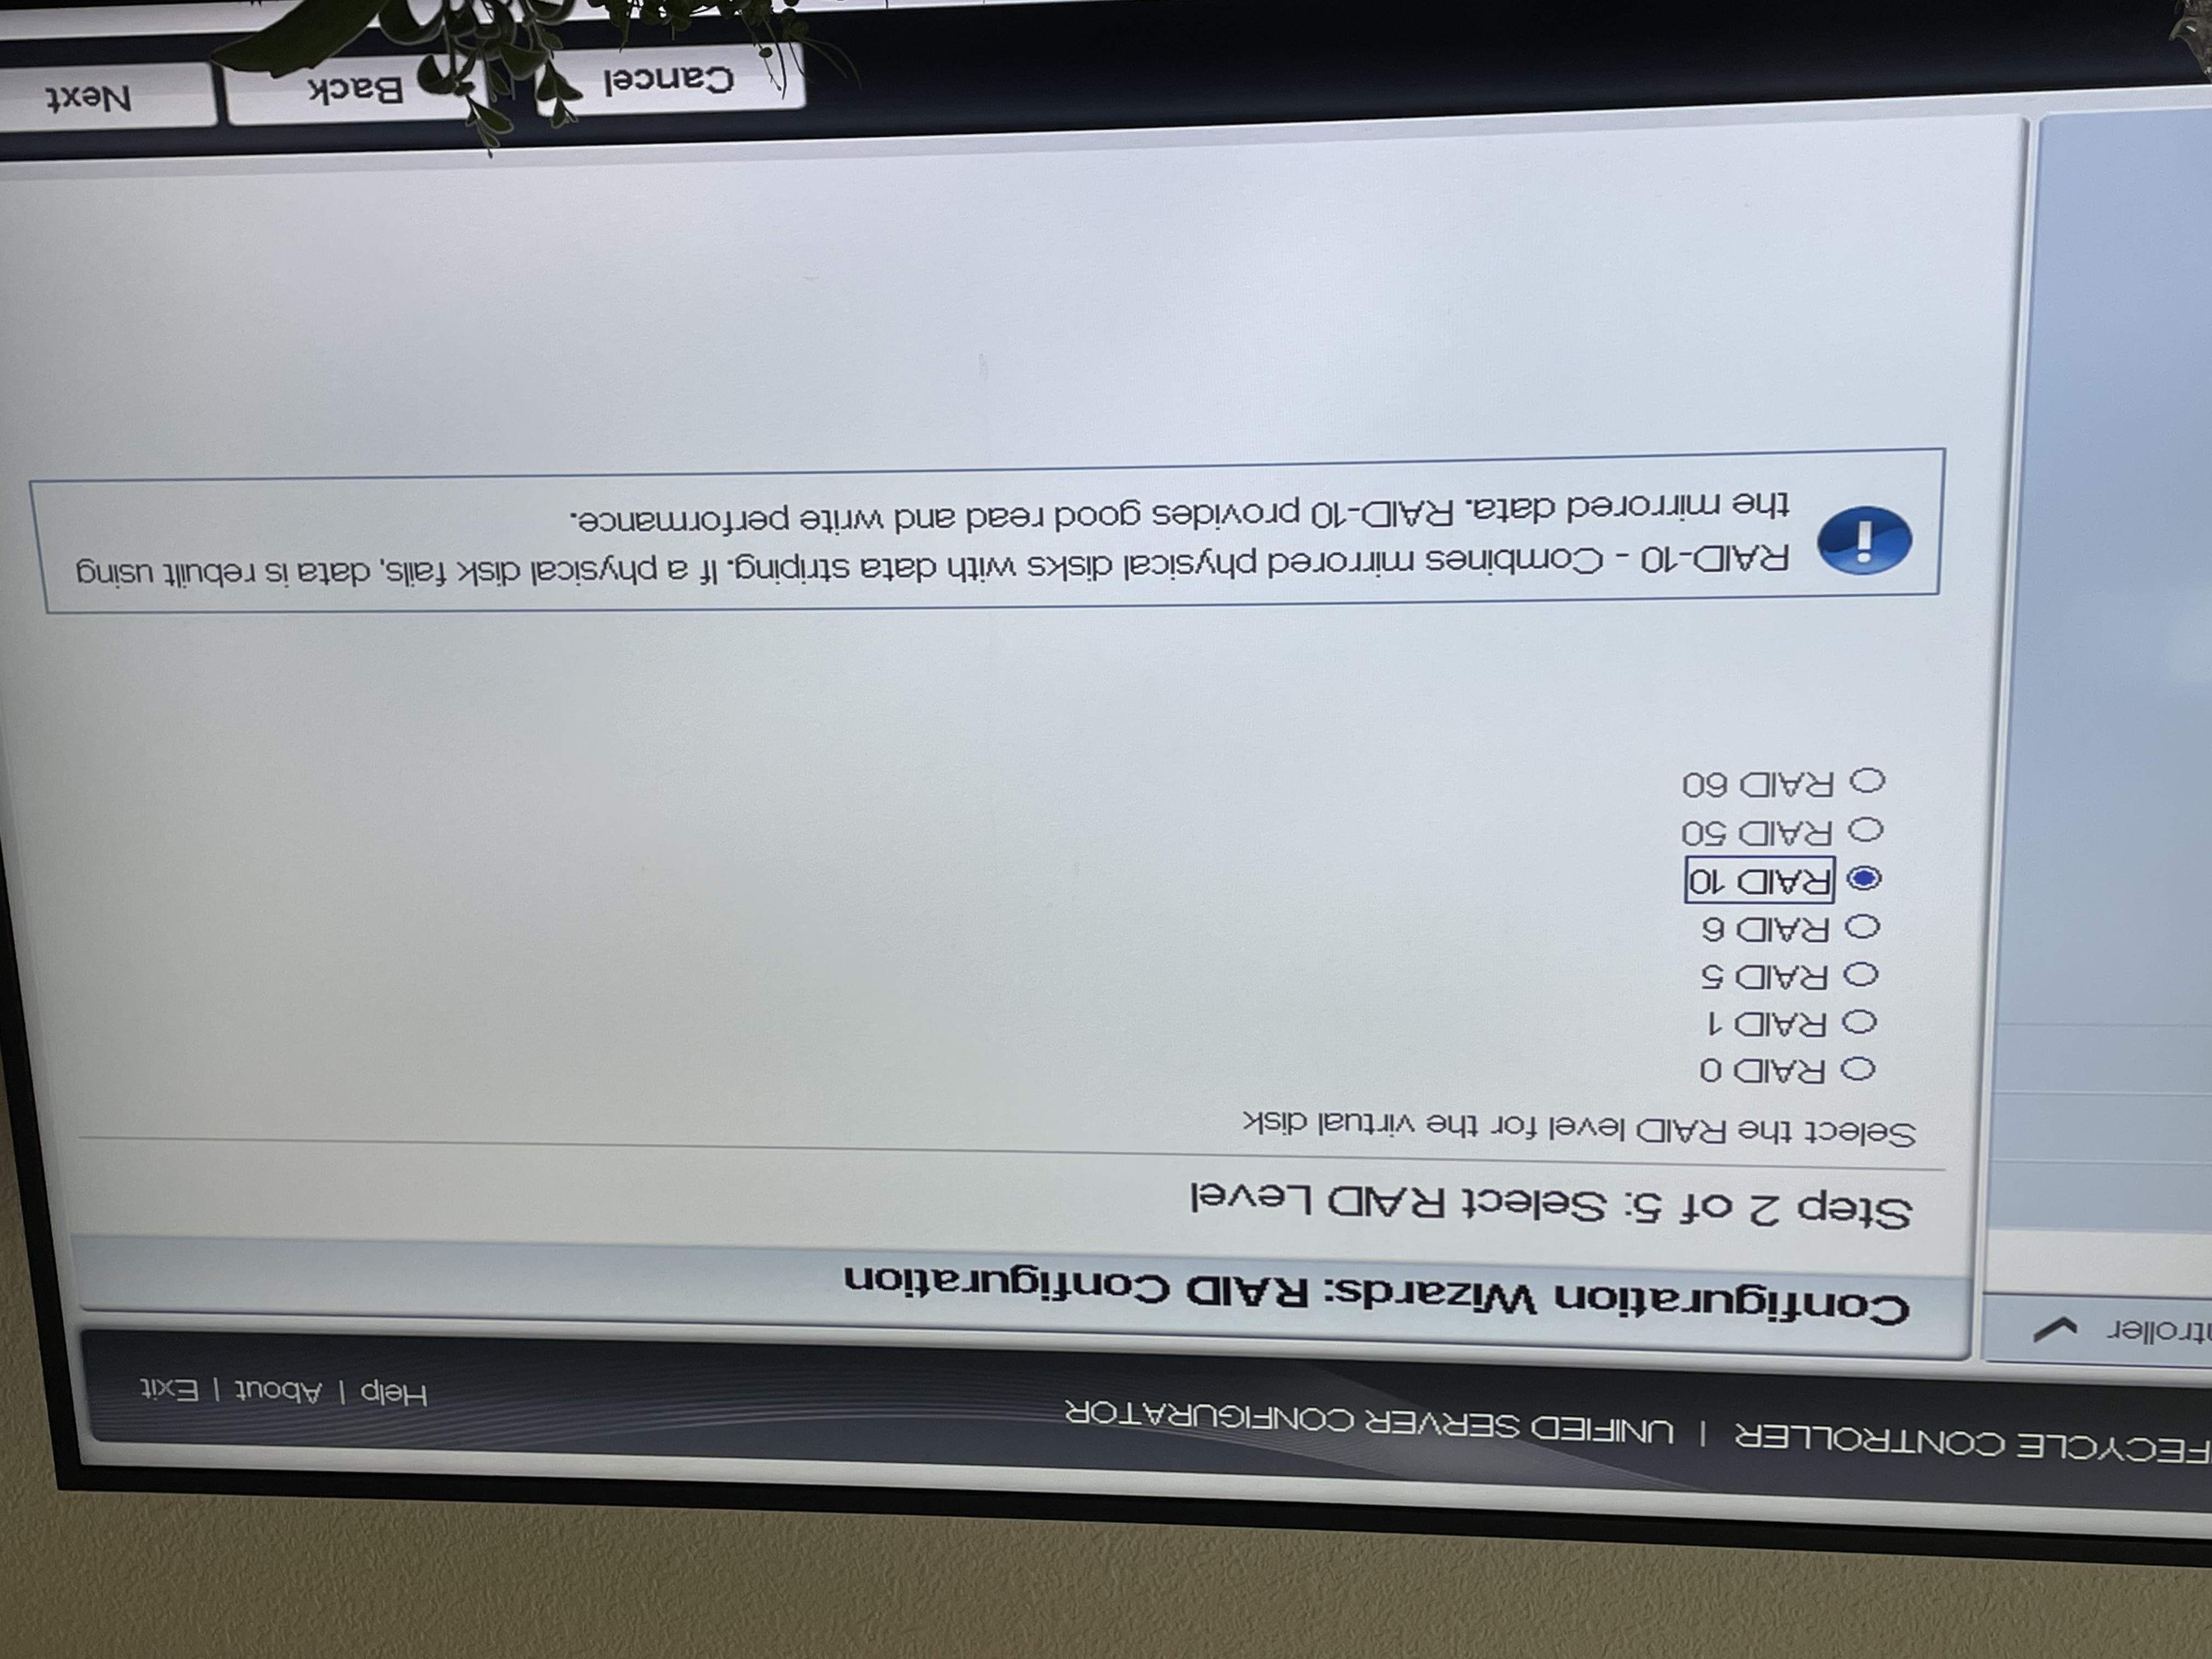 FECYCLE CONTROLLER | UNIFIED SERVER CONFIGURATOR
Help | About | Exit
troller
Configuration Wizards: RAID Configuration
Step 2 of 5: Select RAID Level
Select the RAID level for the virtual disk
RAID 0
RAID 1
RAID 5
RAID 6
RAID 10
RAID 50
RAID 60
i
RAID-10 - Combines mirrored physical disks with data striping. If a physical disk fails, data is rebuilt using
the mirrored data. RAID-10 provides good read and write performance.
Cancel
Back
Next